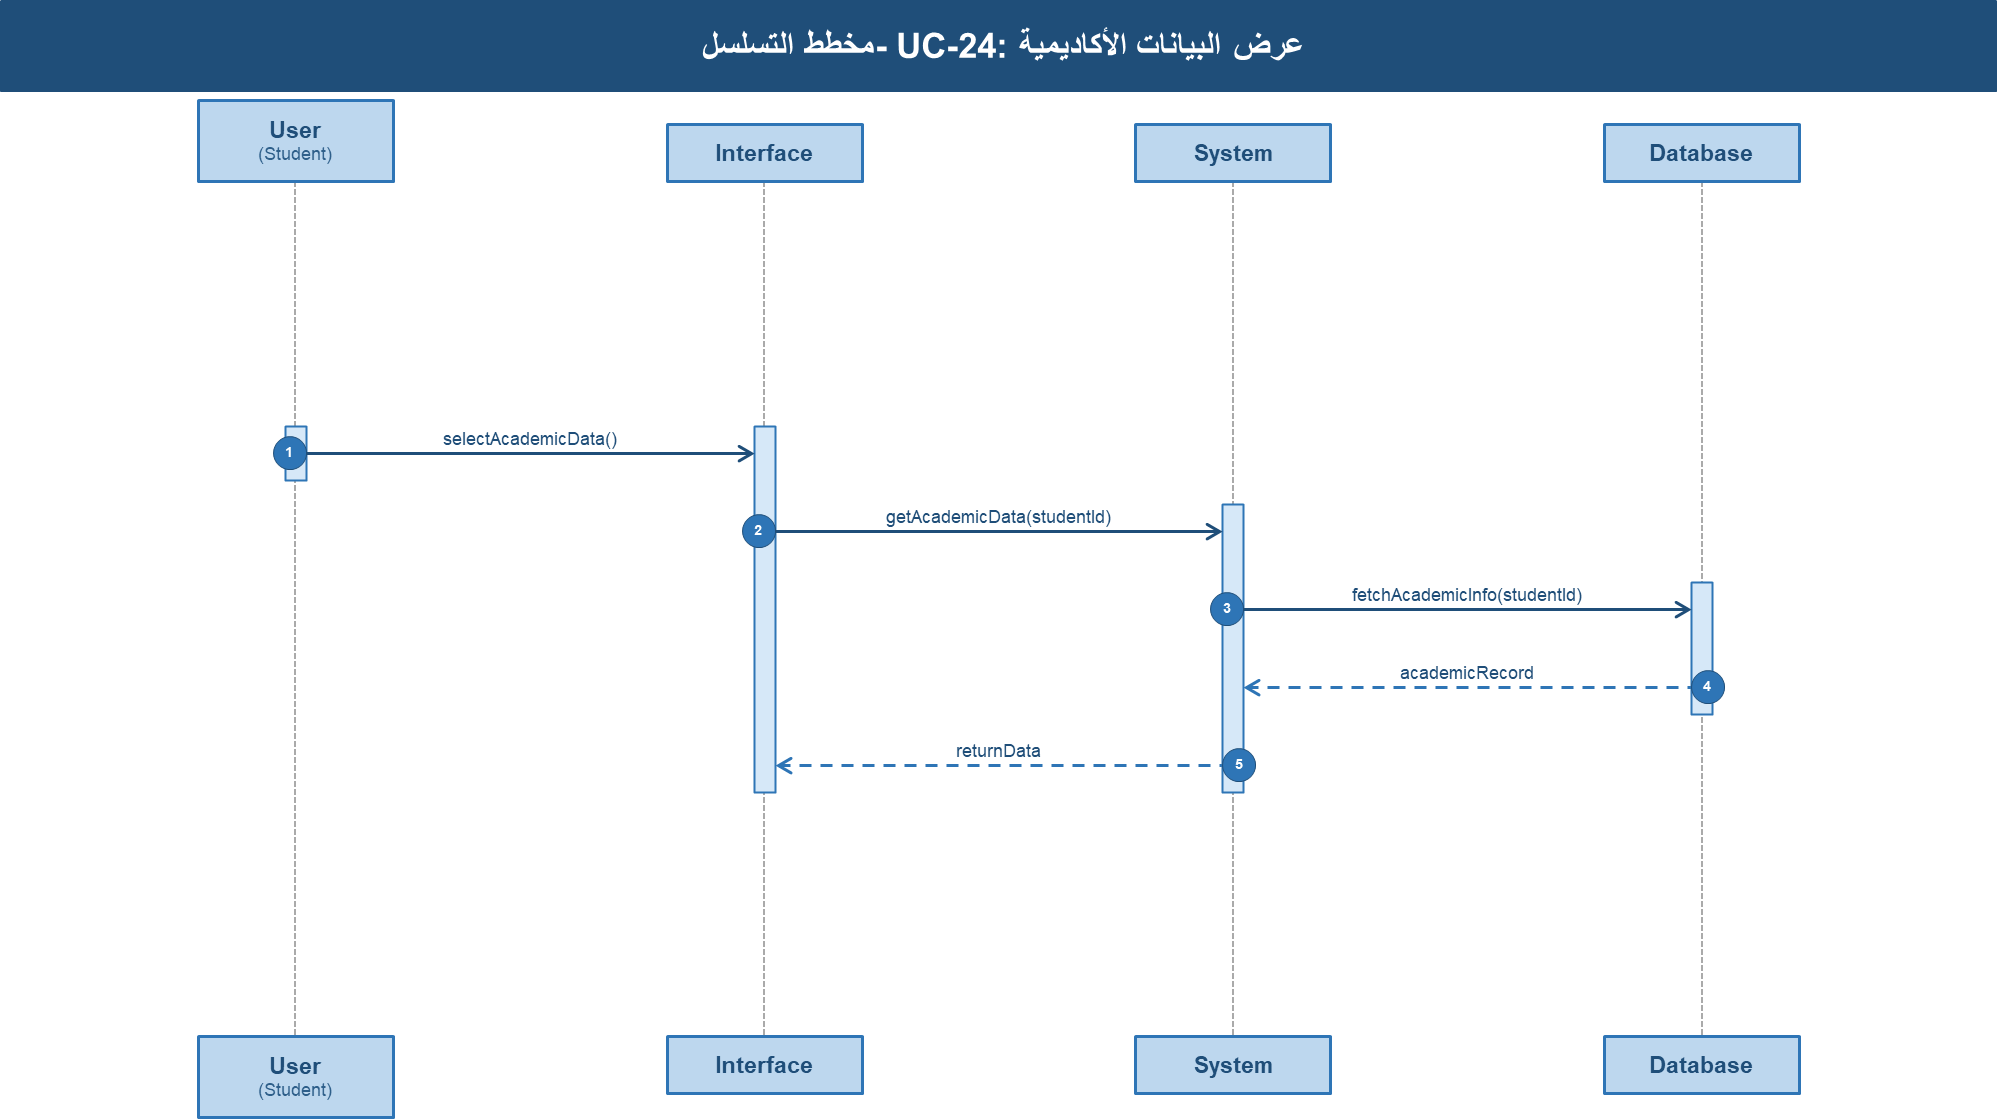 مخطط التسلسل- UC-24: عرض البيانات الأكاديمية
User
(Student)
Interface
System
Database
selectAcademicData()
1
getAcademicData(studentId)
2
fetchAcademicInfo(studentId)
3
academicRecord
4
returnData
5
User
(Student)
Interface
System
Database